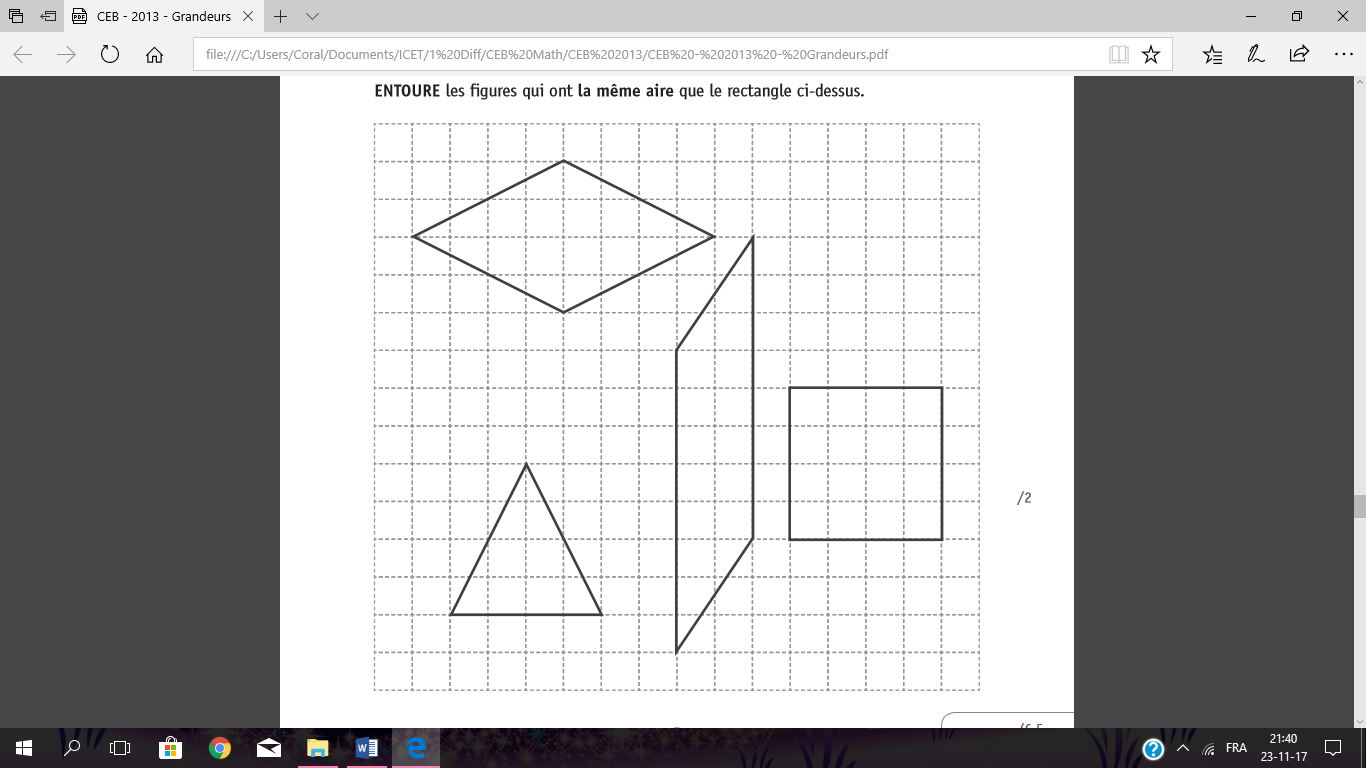 CEB - 2013 - Grandeurs
file:///C:/Users/Coral/Documents/ICET/1%20Diff/CEB%20Math/CEB%202013/CEB%20-%202013%20-%20Grandeurs.pdf
ENTOURE les figures qui ont la même aire que le rectangle ci-dessus.
/2
21:40
FRA
23-11-17